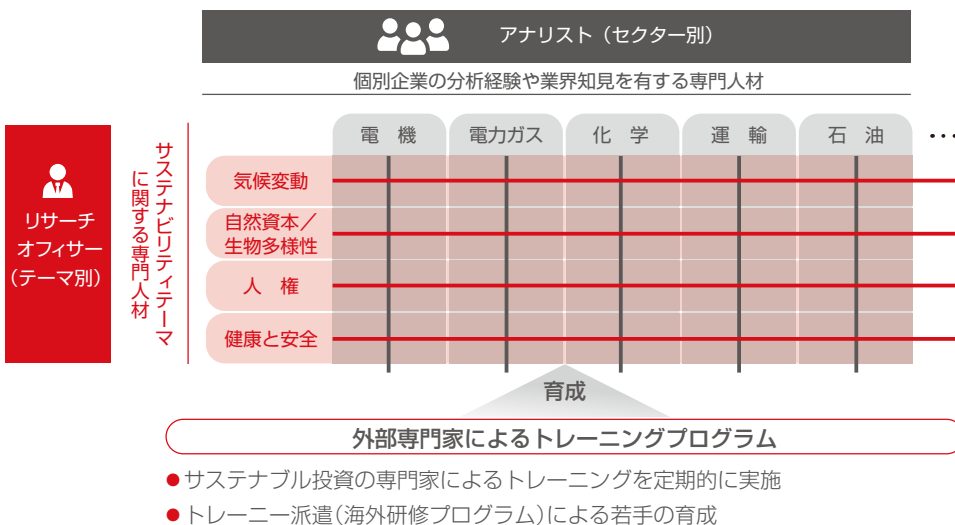 アナリスト（セクター別）
個別企業の分析経験や業界知見を有する専門人材
電　機　電力ガス　化　学　運　輸　石　油　…
リサーチ
オフィサー
（テーマ別）
サステナビリティテーマ
に関する専門人材
気候変動
自然資本／
生物多様性
人　権
健康と安全
育成
外部専門家によるトレーニングプログラム
●サステナブル投資の専門家によるトレーニングを定期的に実施
●トレーニー派遣（海外研修プログラム）による若手の育成